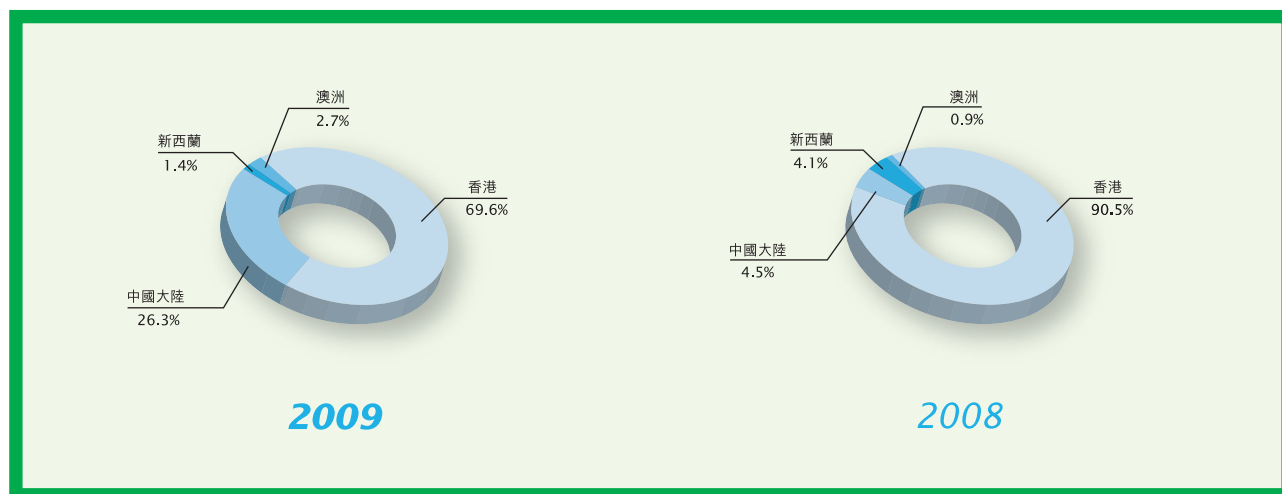 澳洲
2.7%
新西蘭
1.4%
香港
69.6%
中國大陸
26.3%
2009
澳洲
0.9%
新西蘭
4.1%
香港
90.5%
中國大陸
4.5%
2008